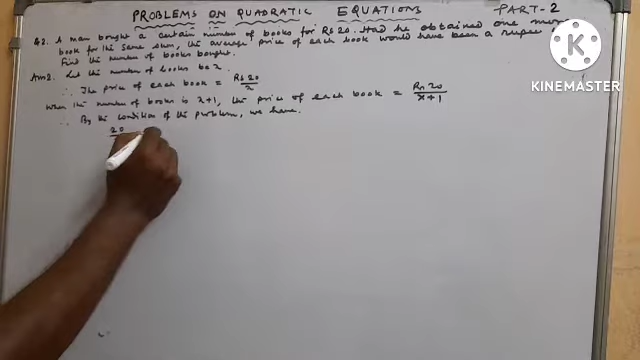 PROBLEMS ON QUADRATIC EQUATIONS PART-2
Q2. A man bought a certain number of books for Rs 20. Had he obtained one more
book for the same sum, the average price of each book would have been a rupee
Find the number of books bought.
Ans2. Let the number of books be x.
∴ The price of each book = Rs 20/x
When the number of books is x+1, the price of each book = Rs 20/x+1
∴ By the condition of the problem, we have.
20
KINEMASTER